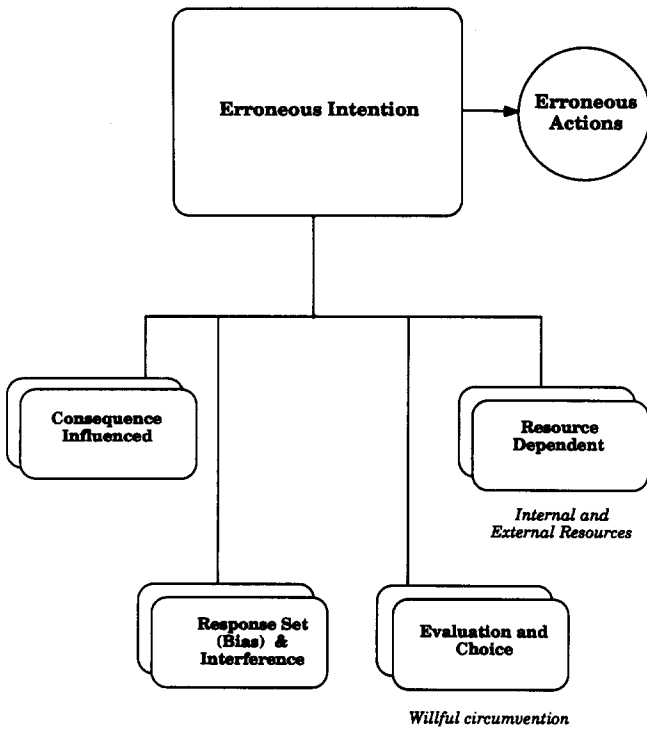 Erroneous Intention
Erroneous
Actions
Consequence
Influenced
Resource
Dependent
Internal and
External Resources
Response Set
(Bias) &
Interference
Evaluation and
Choice
Willful circumvention